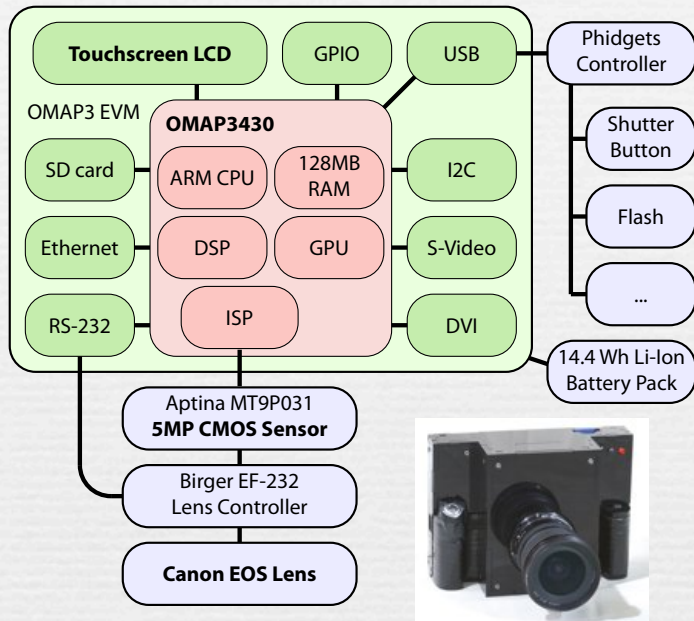 Touchscreen LCD
GPIO
USB
Phidgets
Controller
OMAP3 EVM
OMAP3430
Shutter
Button
SD card
ARM CPU
128MB
RAM
I2C
Flash
Ethernet
DSP
GPU
S-Video
...
RS-232
ISP
DVI
14.4 Wh Li-Ion
Battery Pack
Aptina MT9P031
5MP CMOS Sensor
Birger EF-232
Lens Controller
Canon EOS Lens